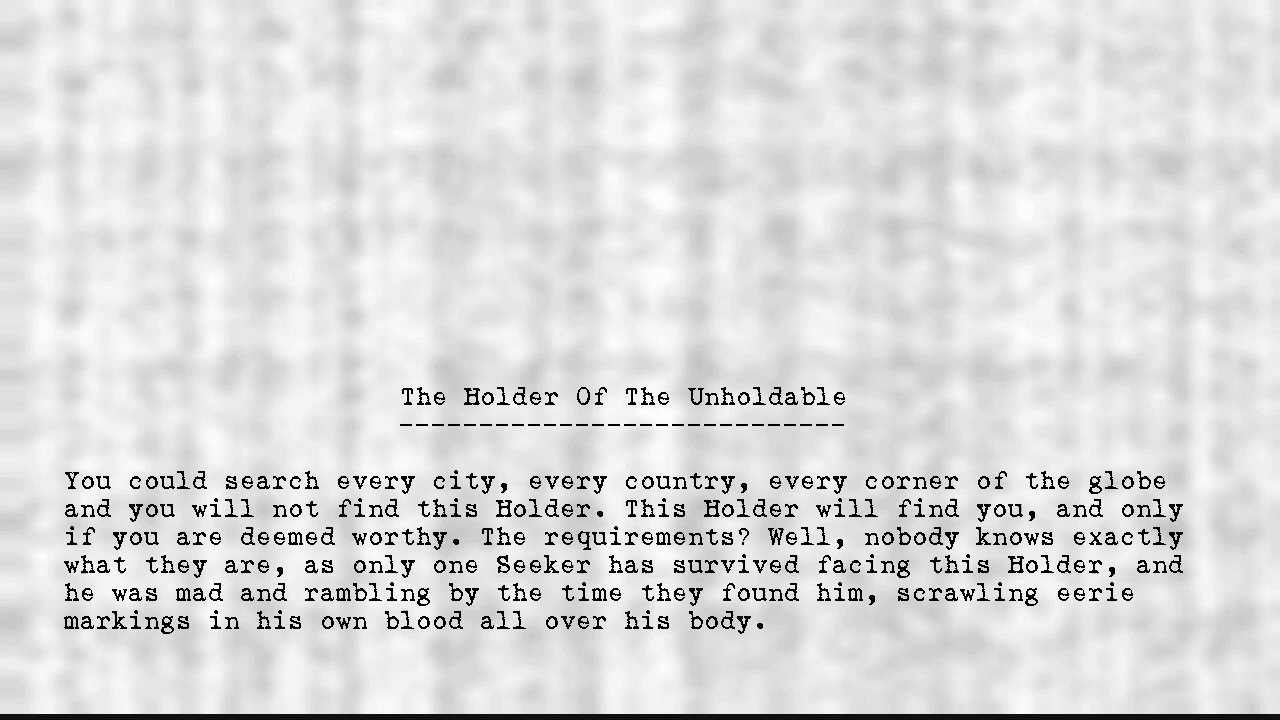 The Holder Of The Unholdable
----------------------------
You could search every city, every country, every corner of the globe
and you will not find this Holder. This Holder will find you, and only
if you are deemed worthy. The requirements? Well, nobody knows exactly
what they are, as only one Seeker has survived facing this Holder, and
he was mad and rambling by the time they found him, scrawling eerie
markings in his own blood all over his body.